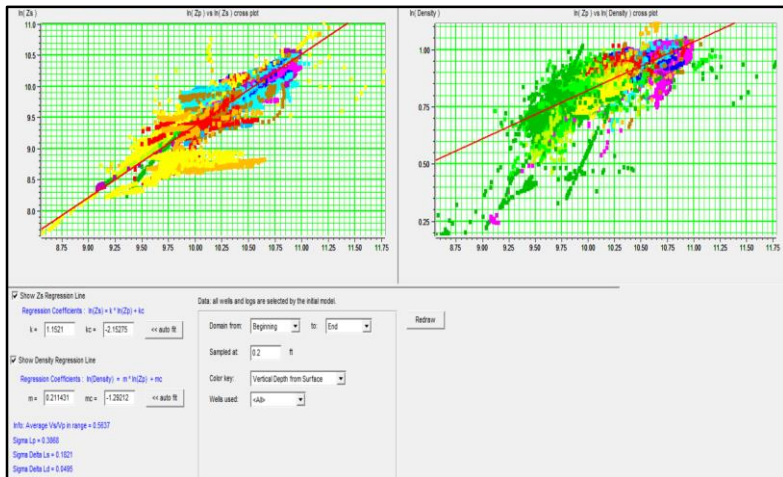 ln( Zs )
ln( Zp ) vs ln( Zs ) cross plot
11.0
10.5
10.0
9.5
9.0
8.5
8.0
8.75 9.00 9.25 9.50 9.75 10.00 10.25 10.50 10.75 11.00 11.25 11.50 11.75
ln( Density )
ln( Zp ) vs ln( Density ) cross plot
1.00
0.75
0.50
0.25
8.75 9.00 9.25 9.50 9.75 10.00 10.25 10.50 10.75 11.00 11.25 11.50 11.75
Show Zs Regression Line
Regression Coefficients : ln(Zs) = k * ln(Zp) + kc
k = 1.1521 kc = -2.15275 << auto fit
Show Density Regression Line
Regression Coefficients : ln(Density) = m * ln(Zp) + mc
m = 0.211431 mc = -1.28212 << auto fit
Info: Average Vs/Vp in range = 0.5637
Sigma Lp = 0.3868
Sigma Delta Ls = 0.1821
Sigma Delta Ld = 0.0495
Data: all wells and logs are selected by the initial model.
Domain from: Beginning to: End
Sampled at: 0.2 ft
Color key: Vertical Depth from Surface
Wells used: <All>
Redraw